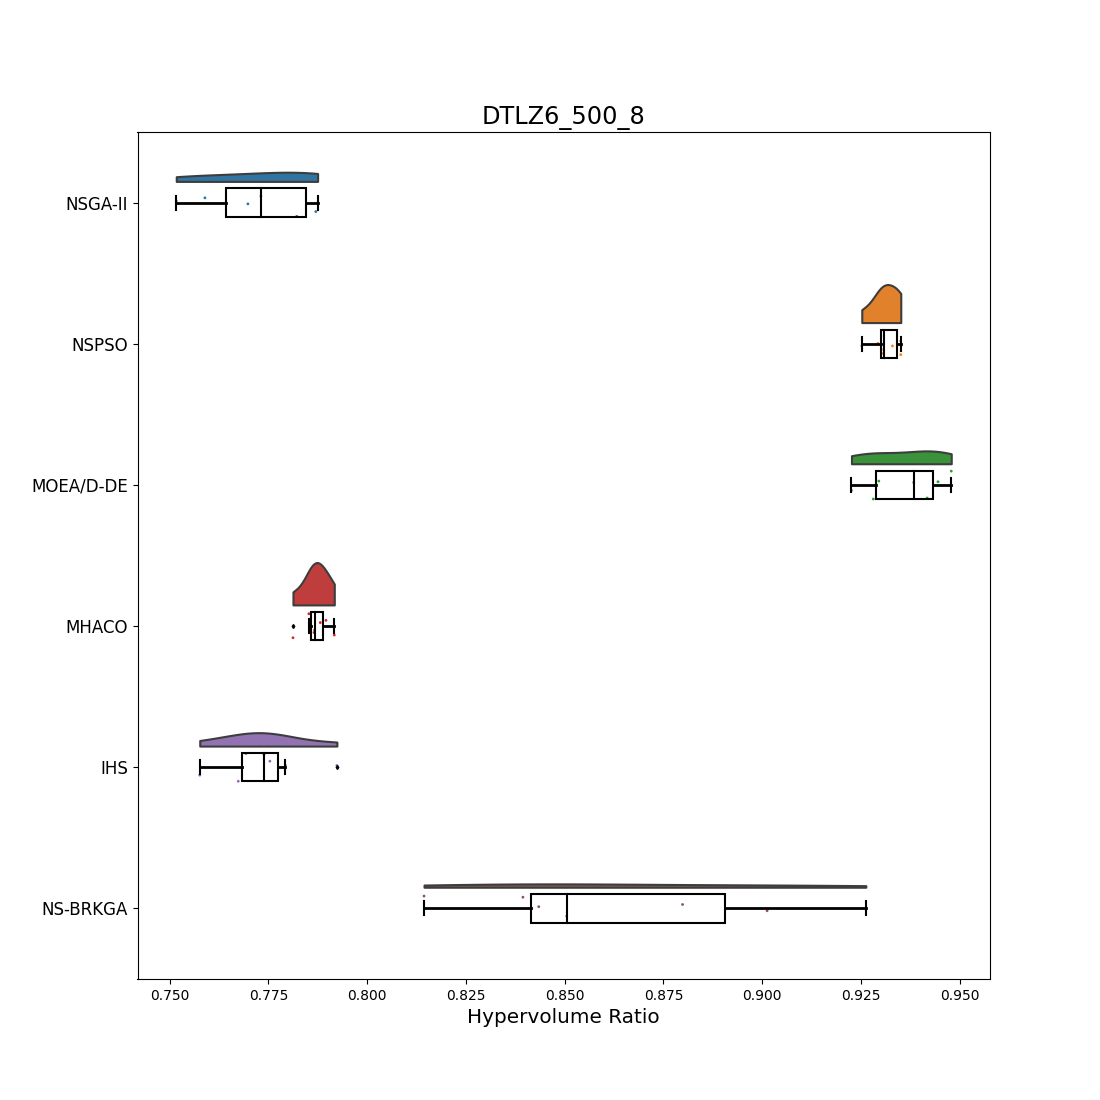 DTLZ6_500_8
NSGA-II
NSPSO
MOEA/D-DE
MHACO
IHS
NS-BRKGA
0.750 0.775 0.800 0.825 0.850 0.875 0.900 0.925 0.950
Hypervolume Ratio